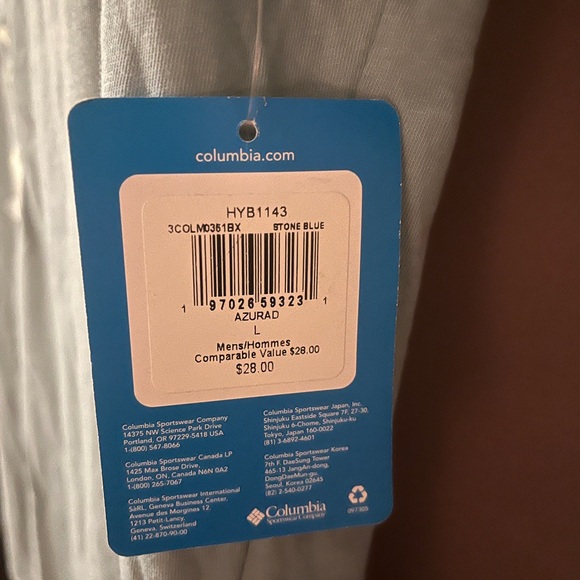 columbia.com
HYB1143
3COLM0351BX STONE BLUE
1 97026 59323 1
AZURAD
L
Mens/Hommes
Comparable Value $28.00
$28.00
Columbia Sportswear Company
14375 NW Science Park Drive
Portland, OR 97229-5418 USA
1-(800) 547-8066
Columbia Sportswear Canada LP
1425 Max Brose Drive,
London, ON, Canada N6N 0A2
1-(800) 265-7067
Columbia Sportswear International
SàRL, Geneva Business Center,
Avenue des Morgines 12
1213 Petit-Lancy,
Geneva, Switzerland
(41) 22-870-90-00
Columbia Sportswear Japan, Inc.
Shinjuku Eastside Square 7F, 27-30,
Shinjuku 6-Chome, Shinjuku-ku
Tokyo, Japan 160-0022
(81) 3-6892-4601
Columbia Sportswear Korea
7th F. DaeSung Tower
465-13 JangAn-dong,
DongDaeMun-gu,
Seoul, Korea 02645
(82) 2-540-0277
Columbia
Sportswear Company